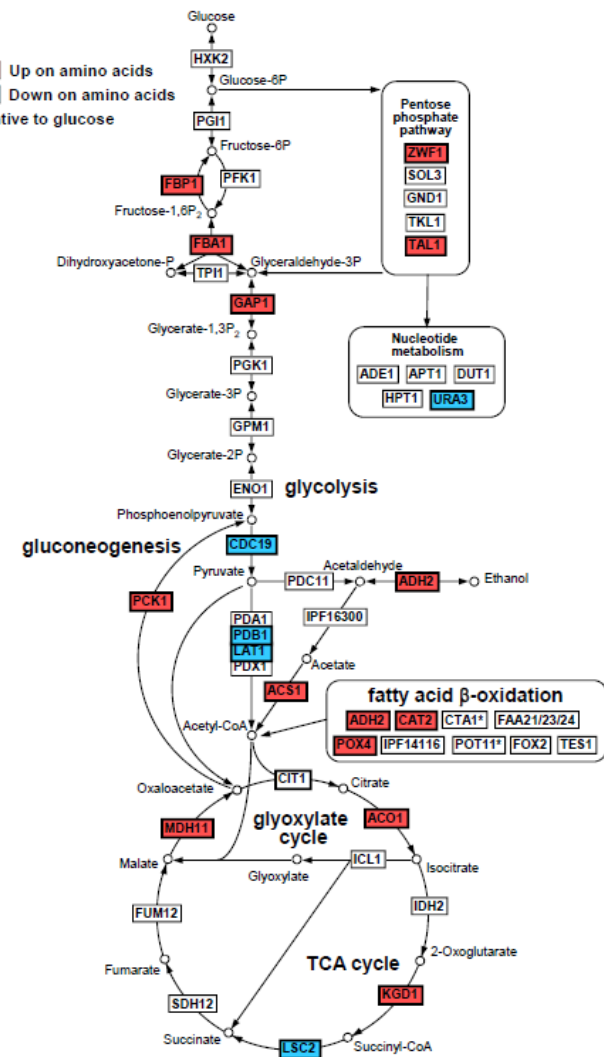 Glucose
HXK2
Up on amino acids
Glucose-6P
Down on amino acids
tive to glucose
PGI1
Fructose-6P
FBP1
PFK1
Fructose-1,6P2
FBA1
Dihydroxyacetone-P
TPI1
Glyceraldehyde-3P
GAP1
Glycerate-1,3P2
PGK1
Glycerate-3P
GPM1
Glycerate-2P
ENO1
glycolysis
Phosphoenolpyruvate
gluconeogenesis
CDC19
Pentose
phosphate
pathway
ZWF1
SOL3
GND1
TKL1
TAL1
Nucleotide
metabolism
ADE1 APT1 DUT1
HPT1 URA3
Pyruvate
PDC11
Acetaldehyde
ADH2
Ethanol
PCK1
PDA1
PDB1
LAT1
PDX1
IPF16300
Acetate
ACS1
Acetyl-CoA
fatty acid β-oxidation
ADH2 CAT2 CTA1* FAA21/23/24
POX4 IPF14116 POT11* FOX2 TES1
Oxaloacetate
CIT1
Citrate
MDH11
glyoxylate
cycle
ACO1
Malate
Glyoxylate
ICL1
Isocitrate
FUM12
IDH2
Fumarate
TCA cycle
2-Oxoglutarate
SDH12
KGD1
Succinate
LSC2
Succinyl-CoA